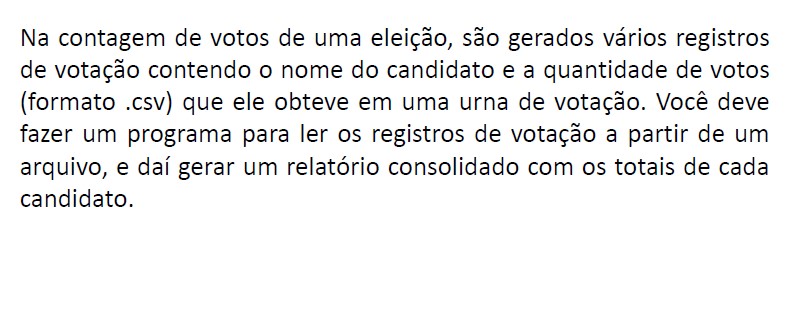 Na contagem de votos de uma eleição, são gerados vários registros
de votação contendo o nome do candidato e a quantidade de votos
(formato .csv) que ele obteve em uma urna de votação. Você deve
fazer um programa para ler os registros de votação a partir de um
arquivo, e daí gerar um relatório consolidado com os totais de cada
candidato.